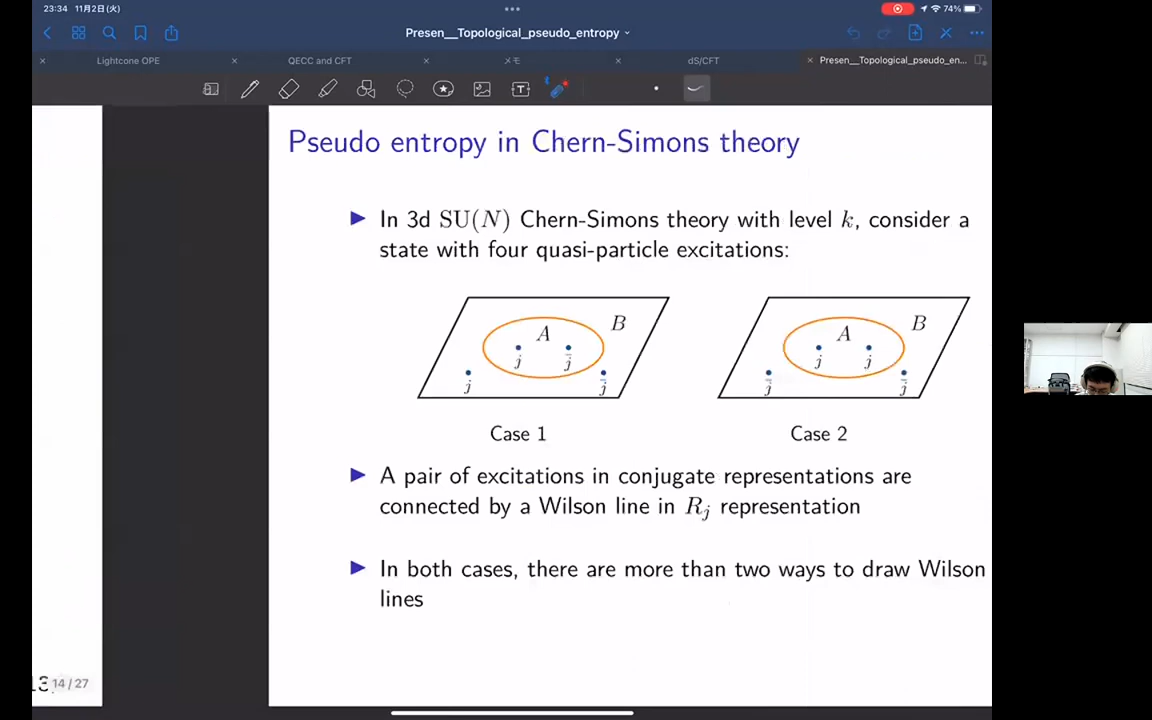 23:34 11月2日(火)
74%
Presen__Topological_pseudo_entropy
Lightcone OPE
QECC and CFT
メモ
dS/CFT
Presen__Topological_pseudo_en...
Pseudo entropy in Chern-Simons theory
In 3d SU(N) Chern-Simons theory with level k, consider a
state with four quasi-particle excitations:
A B
j j̄
j j̄
Case 1
A B
j j
j̄ j̄
Case 2
A pair of excitations in conjugate representations are
connected by a Wilson line in R_j representation
In both cases, there are more than two ways to draw Wilson
lines
14 / 27